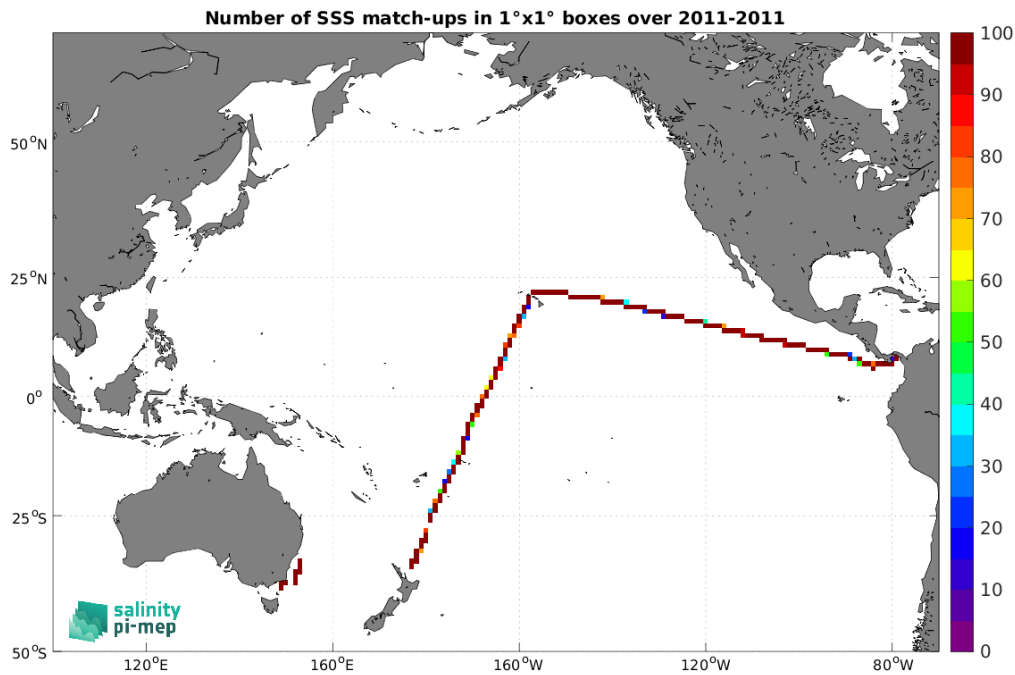 Number of SSS match-ups in 1°x1° boxes over 2011-2011
100
90
80
70
60
50
40
30
20
10
0
50°N
25°N
0°
25°S
50°S
120°E
160°E
160°W
120°W
80°W
salinity
pi-mep